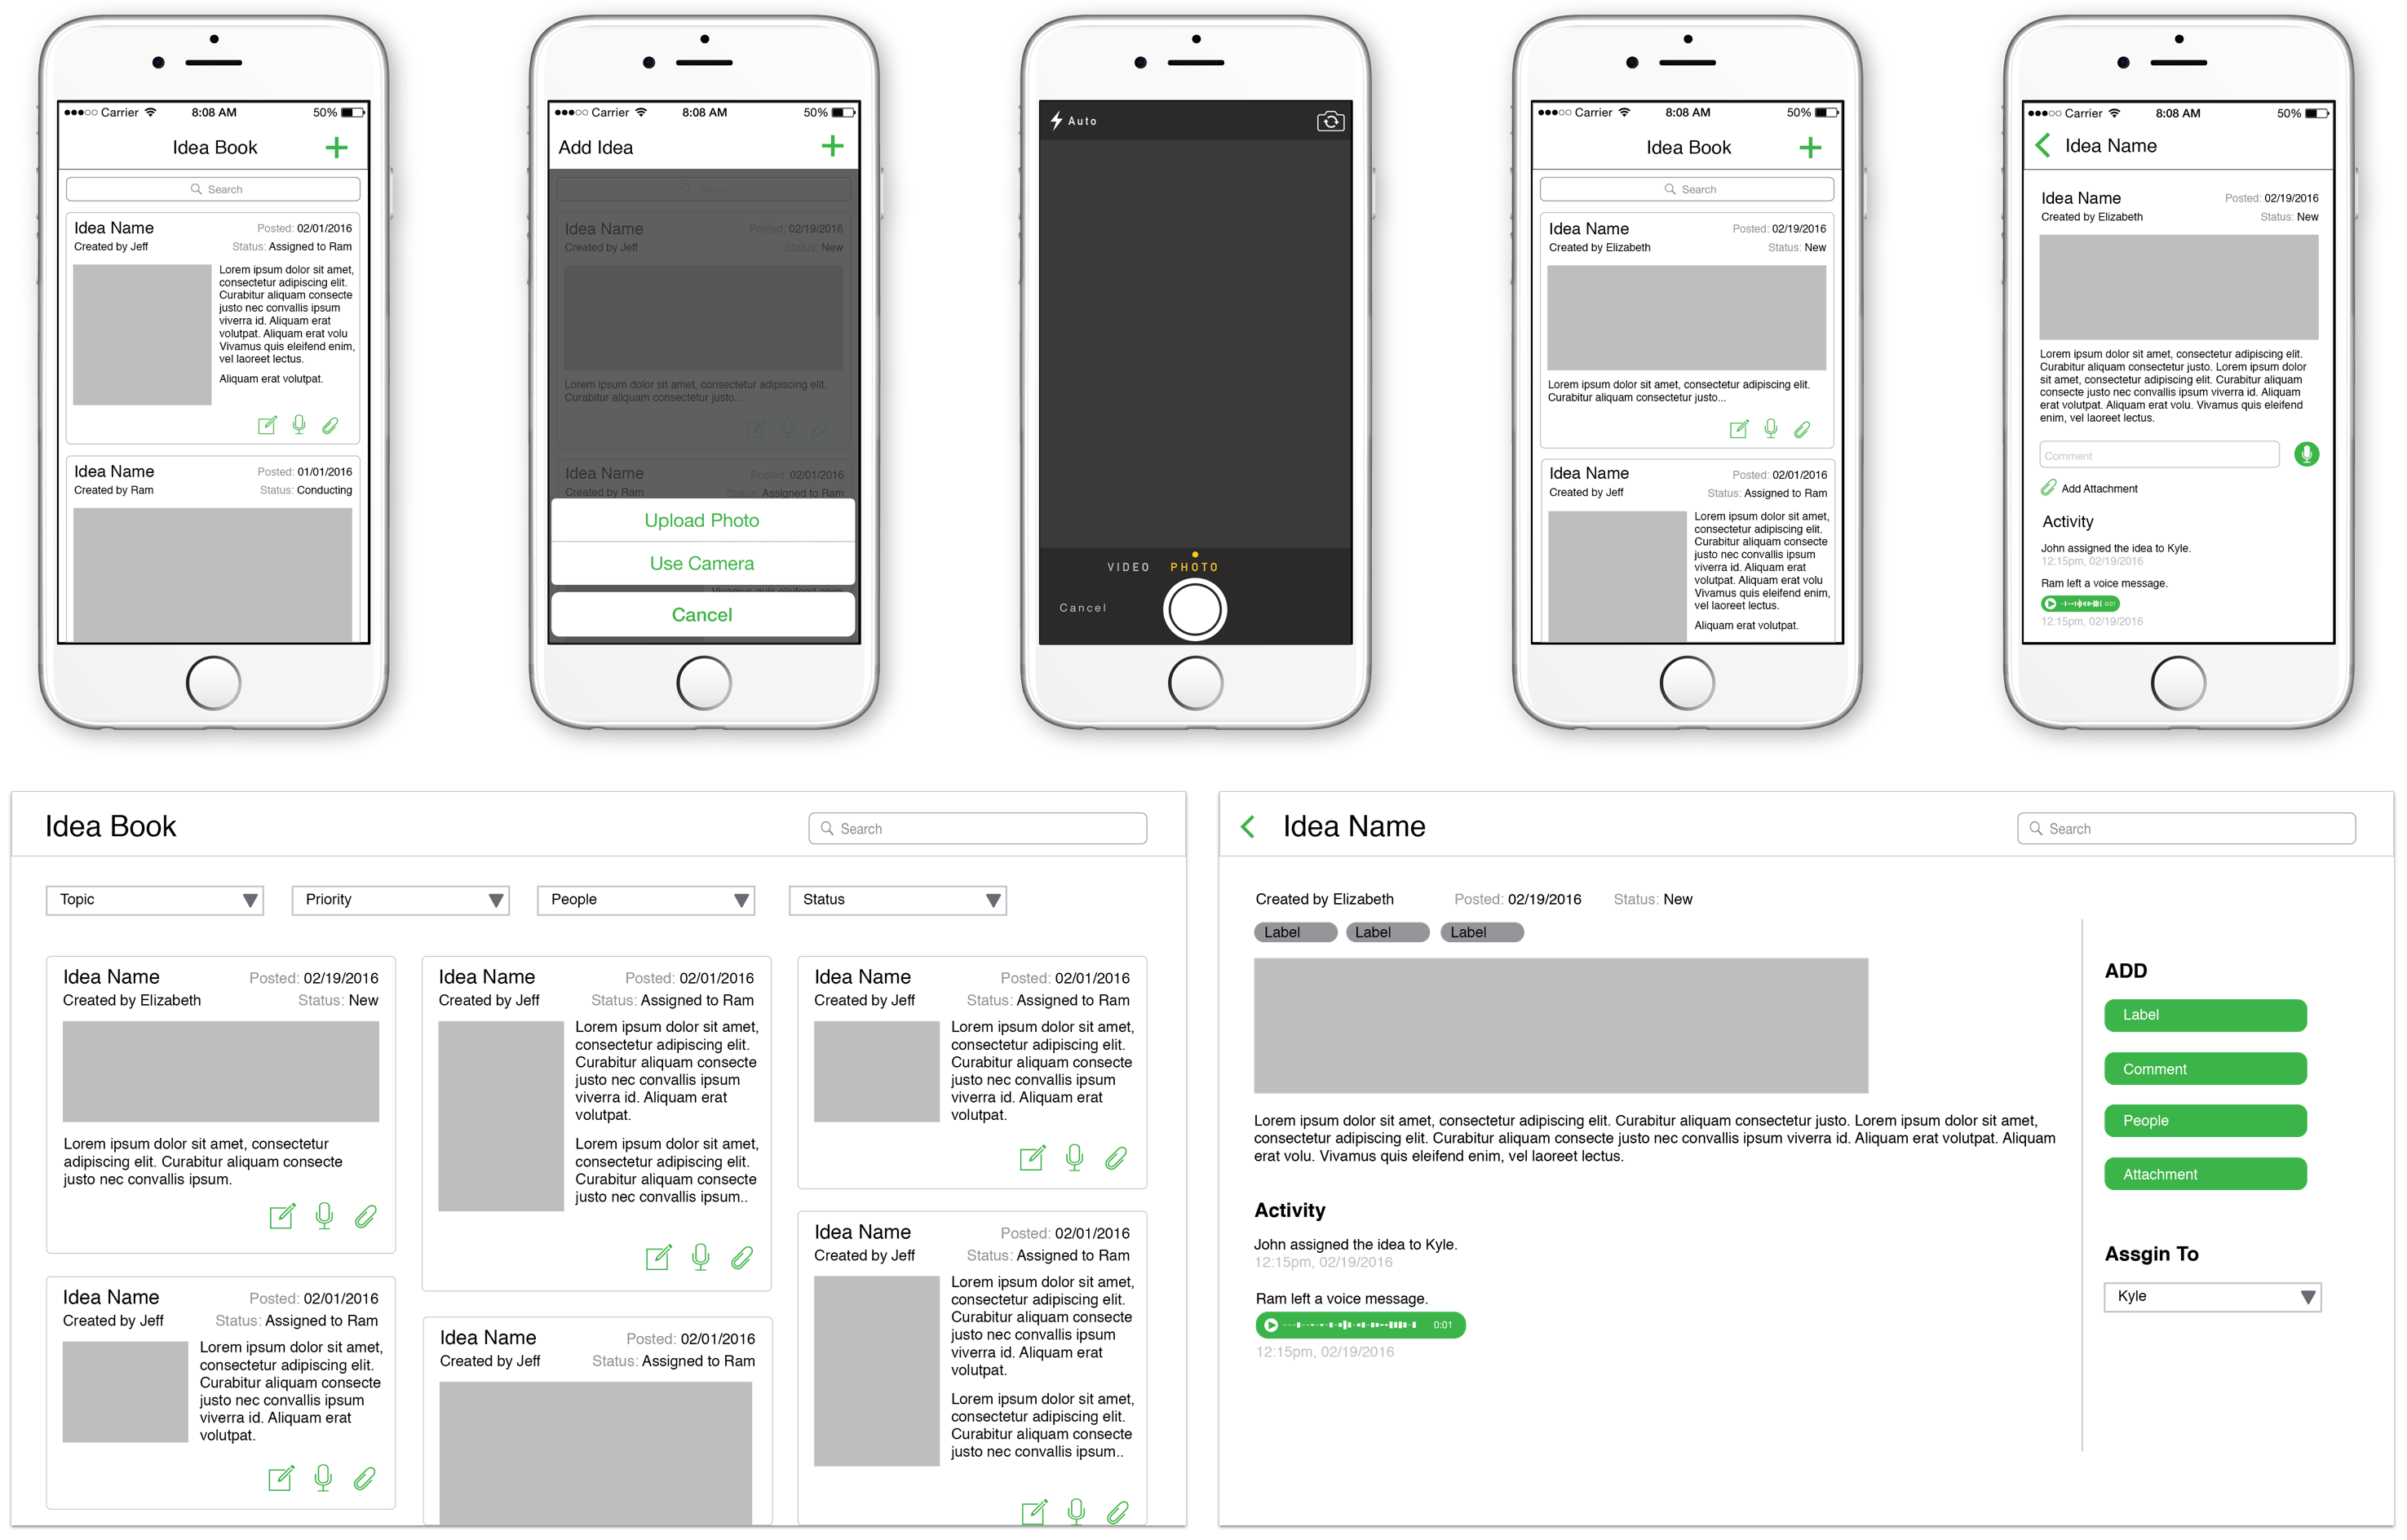 Carrier 8:08 AM 50%
Idea Book
Search
Idea Name Posted: 02/01/2016
Created by Jeff Status: Assigned to Ram
Lorem ipsum dolor sit amet,
consectetur adipiscing elit.
Curabitur aliquam consecte
justo nec convallis ipsum
viverra id. Aliquam erat
volutpat. Aliquam erat volu
Vivamus quis eleifend enim,
vel laoreet lectus.
Aliquam erat volutpat.
Idea Name Posted: 01/01/2016
Created by Ram Status: Conducting
Carrier 8:08 AM 50%
Add Idea
Search
Idea Name Posted: 02/19/2016
Created by Jeff Status: New
Lorem ipsum dolor sit amet, consectetur adipiscing elit.
Curabitur aliquam consectetur justo...
Idea Name Posted: 02/01/2016
Created by Ram Status: Assigned to Ram
Upload Photo
Use Camera
Vivamus quis eleifend enim
Cancel
Auto
VIDEO PHOTO
Cancel
Carrier 8:08 AM 50%
Idea Book
Search
Idea Name Posted: 02/19/2016
Created by Elizabeth Status: New
Lorem ipsum dolor sit amet, consectetur adipiscing elit.
Curabitur aliquam consectetur justo...
Idea Name Posted: 02/01/2016
Created by Jeff Status: Assigned to Ram
Lorem ipsum dolor sit amet,
consectetur adipiscing elit.
Curabitur aliquam consecte
justo nec convallis ipsum
viverra id. Aliquam erat
volutpat. Aliquam erat volu
Vivamus quis eleifend enim,
vel laoreet lectus.
Aliquam erat volutpat.
Carrier 8:08 AM 50%
Idea Name
Idea Name Posted: 02/19/2016
Created by Elizabeth Status: New
Lorem ipsum dolor sit amet, consectetur adipiscing elit.
Curabitur aliquam consectetur justo. Lorem ipsum dolor
sit amet, consectetur adipiscing elit. Curabitur aliquam
consecte justo nec convallis ipsum viverra id. Aliquam
erat volutpat. Aliquam erat volu. Vivamus quis eleifend
enim, vel laoreet lectus.
Comment
Add Attachment
Activity
John assigned the idea to Kyle.
12:15pm, 02/19/2016
Ram left a voice message.
0:01
12:15pm, 02/19/2016
Idea Book
Search
Topic
Priority
People
Status
Idea Name Posted: 02/19/2016
Created by Elizabeth Status: New
Lorem ipsum dolor sit amet, consectetur
adipiscing elit. Curabitur aliquam consecte
justo nec convallis ipsum.
Idea Name Posted: 02/01/2016
Created by Jeff Status: Assigned to Ram
Lorem ipsum dolor sit amet,
consectetur adipiscing elit.
Curabitur aliquam consecte
justo nec convallis ipsum
viverra id. Aliquam erat
volutpat.
Idea Name Posted: 02/01/2016
Created by Jeff Status: Assigned to Ram
Lorem ipsum dolor sit amet,
consectetur adipiscing elit.
Curabitur aliquam consecte
justo nec convallis ipsum
viverra id. Aliquam erat
volutpat.
Lorem ipsum dolor sit amet,
consectetur adipiscing elit.
Curabitur aliquam consecte
justo nec convallis ipsum..
Idea Name Posted: 02/01/2016
Created by Jeff Status: Assigned to Ram
Idea Name Posted: 02/01/2016
Created by Jeff Status: Assigned to Ram
Lorem ipsum dolor sit amet,
consectetur adipiscing elit.
Curabitur aliquam consecte
justo nec convallis ipsum
viverra id. Aliquam erat
volutpat.
Idea Name Posted: 02/01/2016
Created by Jeff Status: Assigned to Ram
Lorem ipsum dolor sit amet,
consectetur adipiscing elit.
Curabitur aliquam consecte
justo nec convallis ipsum
viverra id. Aliquam erat
volutpat.
Lorem ipsum dolor sit amet,
consectetur adipiscing elit.
Curabitur aliquam consecte
justo nec convallis ipsum..
Idea Name
Search
Created by Elizabeth Posted: 02/19/2016 Status: New
Label Label Label
Lorem ipsum dolor sit amet, consectetur adipiscing elit. Curabitur aliquam consectetur justo. Lorem ipsum dolor sit amet,
consectetur adipiscing elit. Curabitur aliquam consecte justo nec convallis ipsum viverra id. Aliquam erat volutpat. Aliquam
erat volu. Vivamus quis eleifend enim, vel laoreet lectus.
Activity
John assigned the idea to Kyle.
12:15pm, 02/19/2016
Ram left a voice message.
0:01
12:15pm, 02/19/2016
ADD
Label
Comment
People
Attachment
Assgin To
Kyle